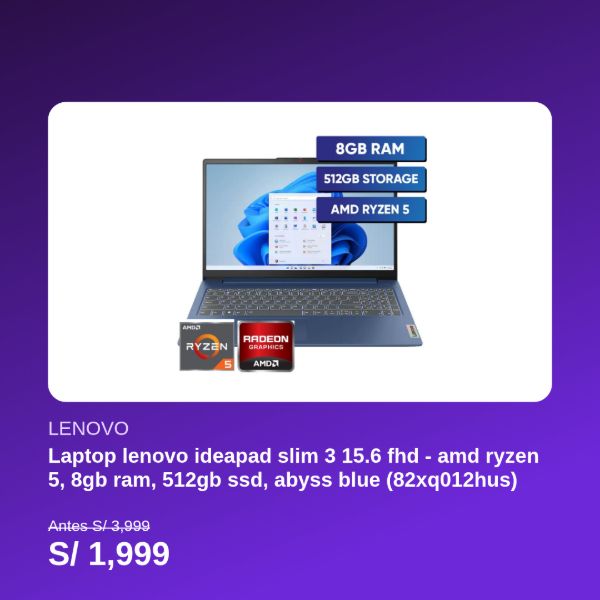 8GB RAM
512GB STORAGE
AMD RYZEN 5
AMD
RYZEN
5
RADEON
GRAPHICS
AMD
LENOVO
Laptop lenovo ideapad slim 3 15.6 fhd - amd ryzen
5, 8gb ram, 512gb ssd, abyss blue (82xq012hus)
Antes S/ 3,999
S/ 1,999